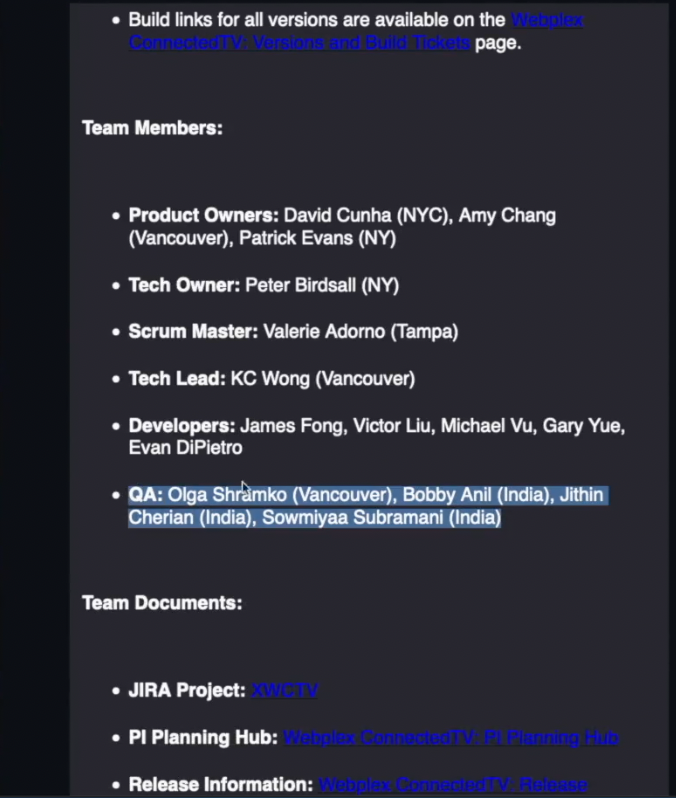 • Build links for all versions are available on the Webplex
ConnectedTV: Versions and Build Tickets page.
Team Members:
• Product Owners: David Cunha (NYC), Amy Chang
(Vancouver), Patrick Evans (NY)
• Tech Owner: Peter Birdsall (NY)
• Scrum Master: Valerie Adorno (Tampa)
• Tech Lead: KC Wong (Vancouver)
• Developers: James Fong, Victor Liu, Michael Vu, Gary Yue,
Evan DiPietro
• QA: Olga Shramko (Vancouver), Bobby Anil (India), Jithin
Cherian (India), Sowmiyaa Subramani (India)
Team Documents:
• JIRA Project: XWCTV
• PI Planning Hub: Webplex ConnectedTV: PI Planning Hub
• Release Information: Webplex ConnectedTV: Release